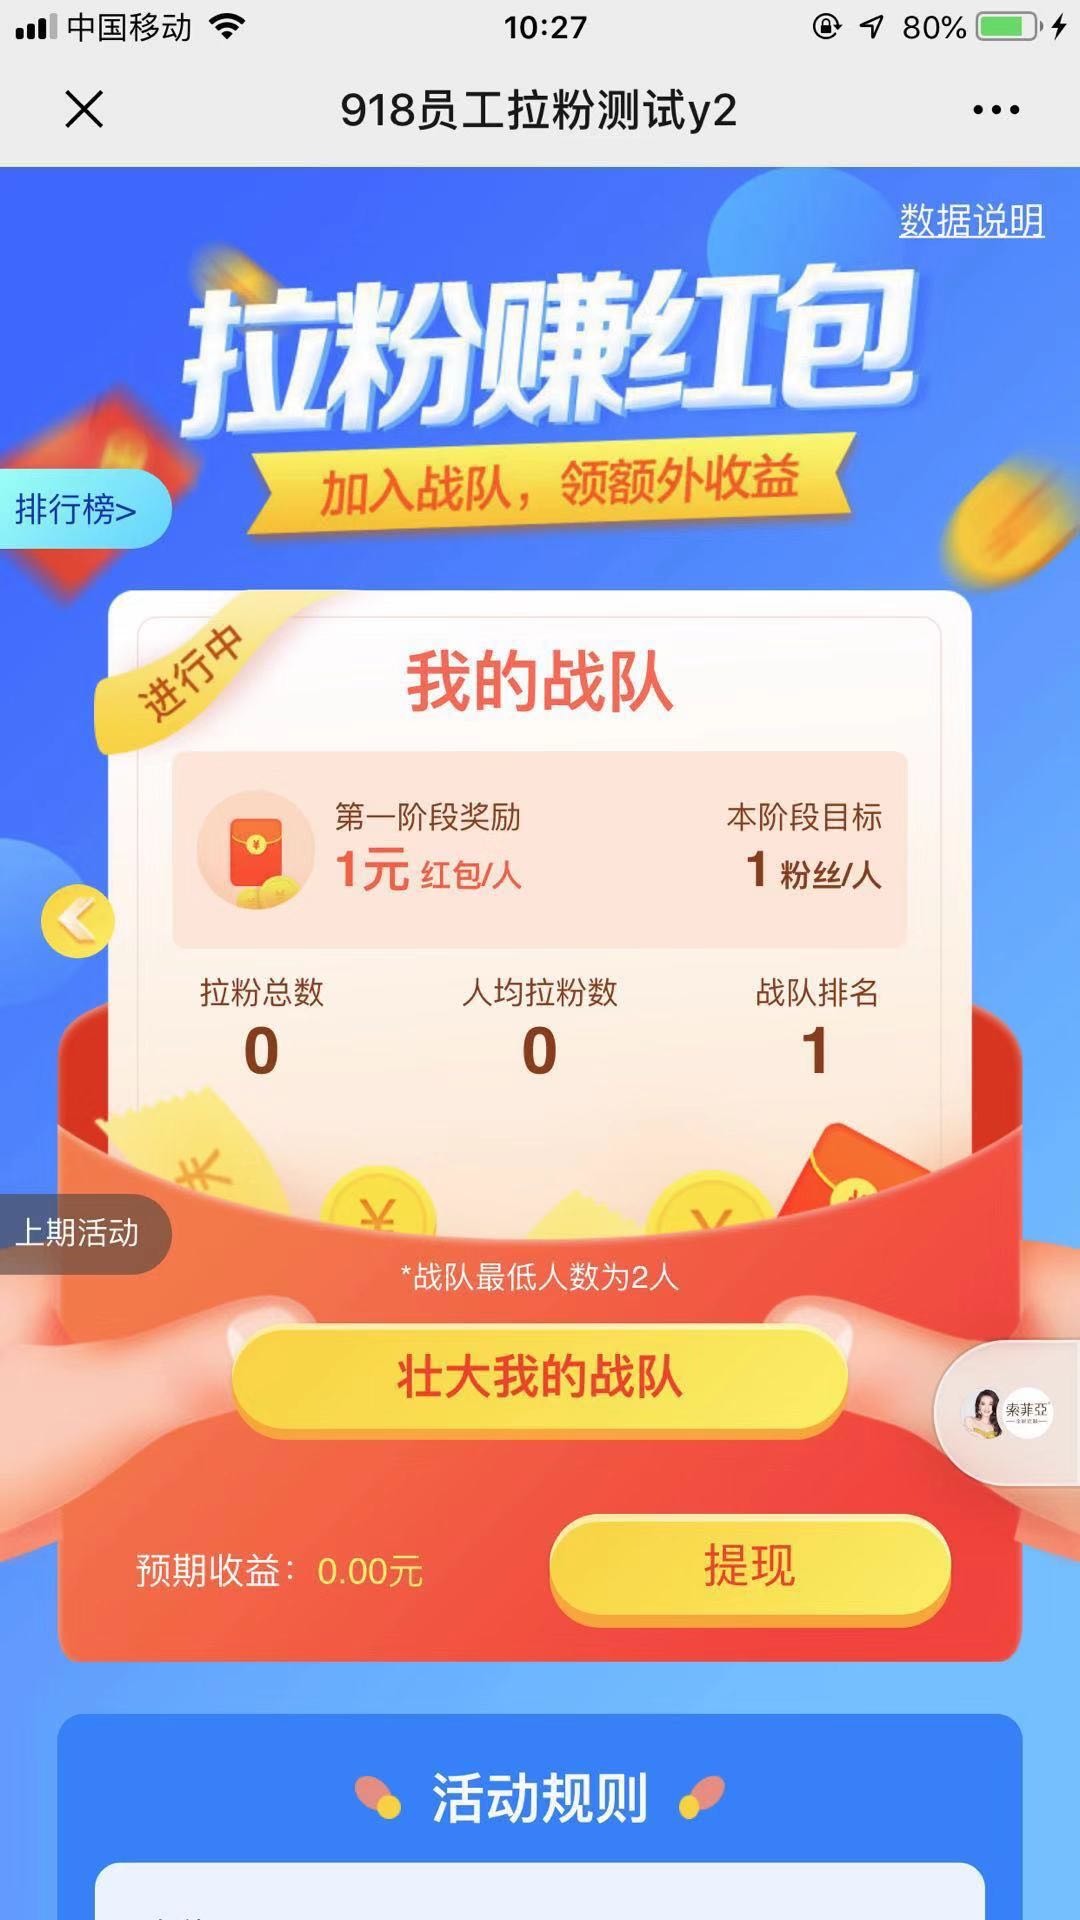 中国移动
10:27
80%
918员工拉粉测试y2
数据说明
拉粉赚红包
加入战队，领额外收益
排行榜>
进行中
我的战队
第一阶段奖励
本阶段目标
1元 红包/人
1 粉丝/人
拉粉总数
人均拉粉数
战队排名
0
0
1
上期活动
*战队最低人数为2人
壮大我的战队
索菲亞
预期收益：0.00元
提现
活动规则